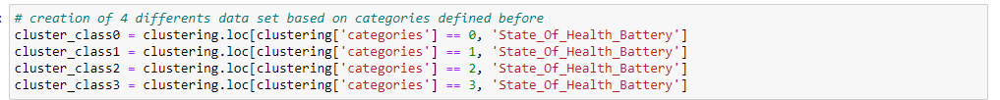 # creation of 4 differents data set based on categories defined before
cluster_class0 = clustering.loc[clustering['categories'] == 0, 'State_Of_Health_Battery']
cluster_class1 = clustering.loc[clustering['categories'] == 1, 'State_Of_Health_Battery']
cluster_class2 = clustering.loc[clustering['categories'] == 2, 'State_Of_Health_Battery']
cluster_class3 = clustering.loc[clustering['categories'] == 3, 'State_Of_Health_Battery']